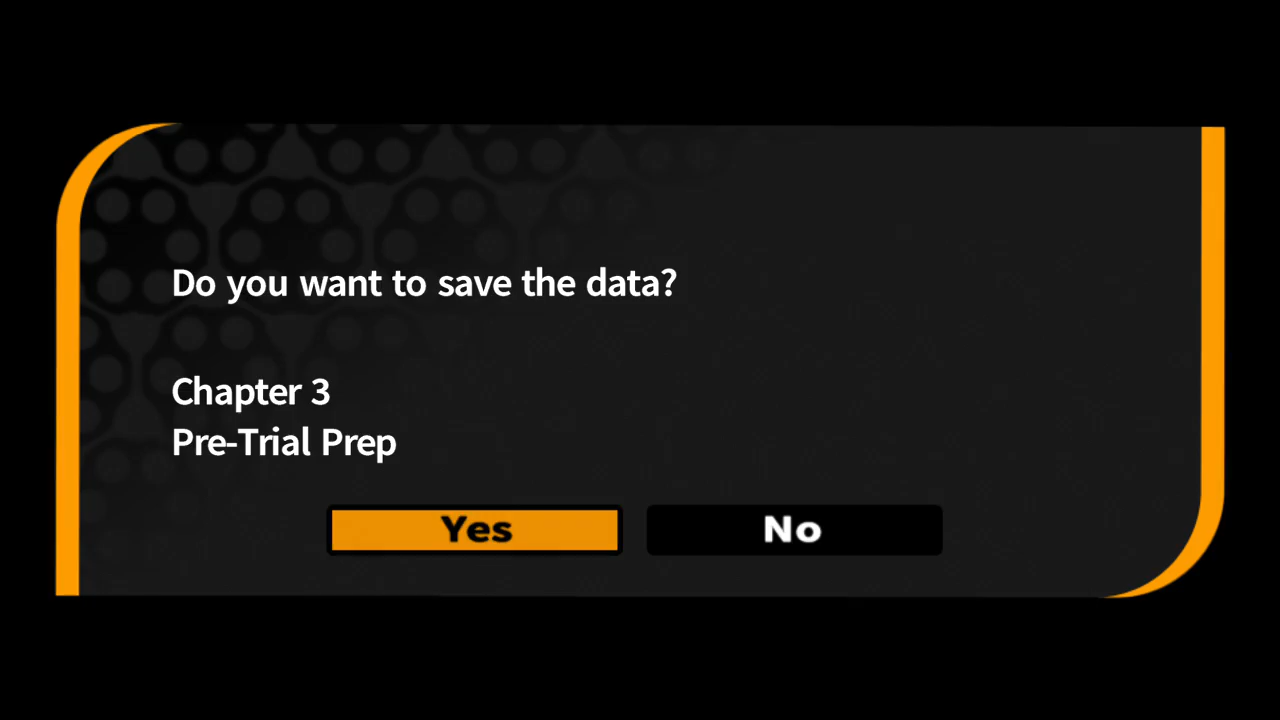 Do you want to save the data?
Chapter 3
Pre-Trial Prep
Yes
No